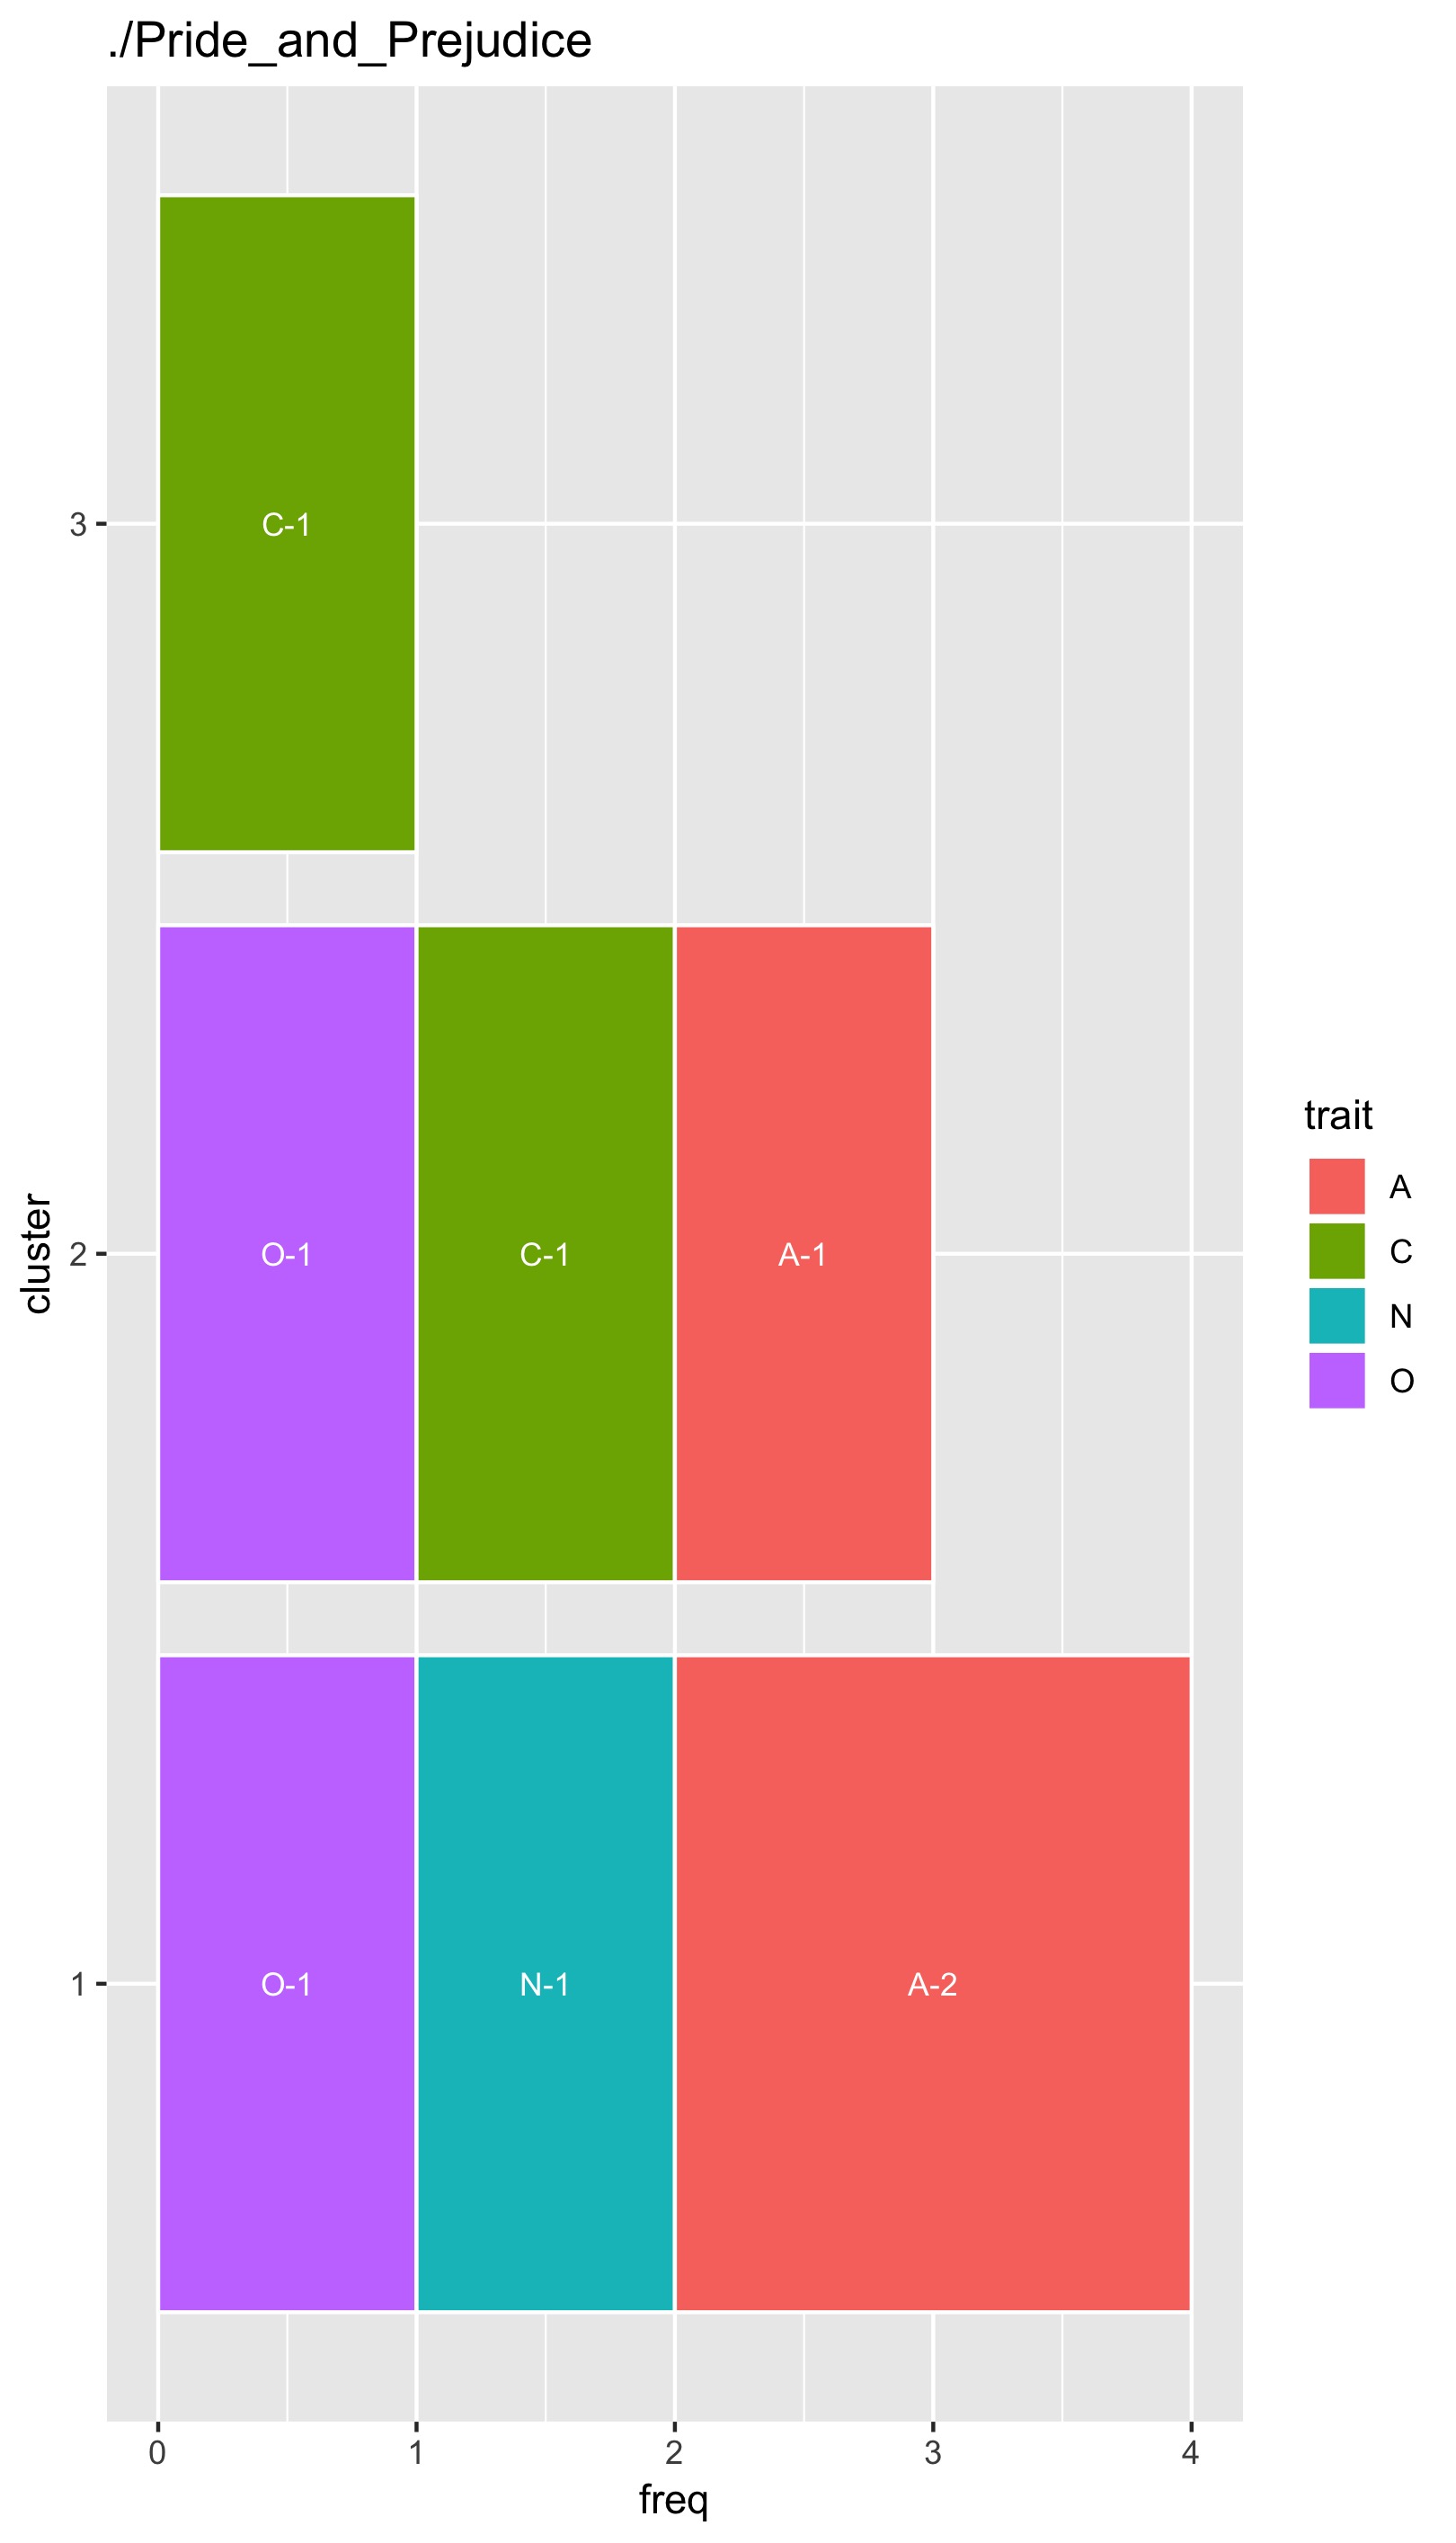 ./Pride_and_Prejudice
C-1
3
O-1 C-1 A-1
2
O-1 N-1 A-2
1
cluster
0 1 2 3 4
freq
trait
A
C
N
O